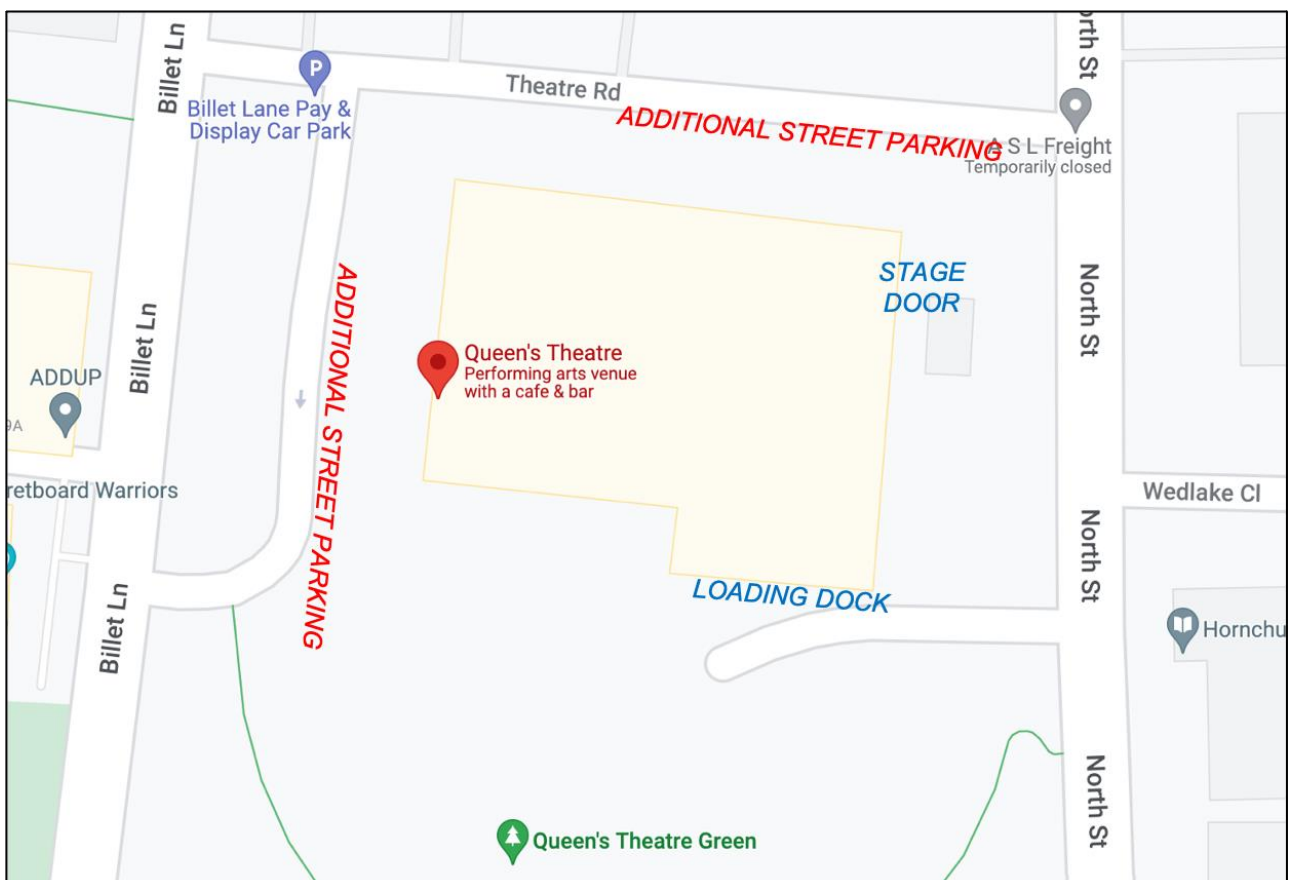 Billet Ln
Theatre Rd
orth St
Billet Lane Pay &
Display Car Park
ADDITIONAL STREET PARKING
A S L Freight
Temporarily closed
STAGE
DOOR
ADDITIONAL STREET PARKING
North St
Billet Ln
Queen's Theatre
Performing arts venue
with a cafe & bar
ADDUP
9A
retboard Warriors
Wedlake Cl
North St
LOADING DOCK
Billet Ln
Hornchu
North St
Queen's Theatre Green
P